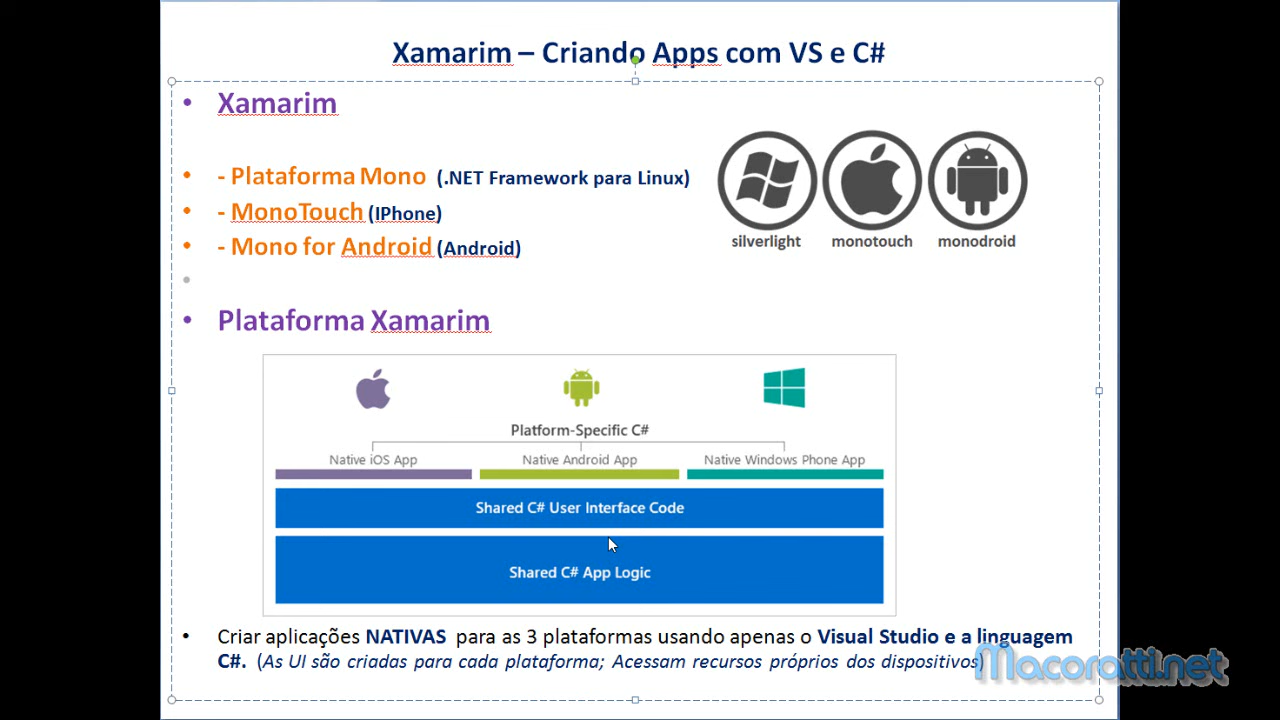 Xamarim – Criando Apps com VS e C#
• Xamarim
• - Plataforma Mono (.NET Framework para Linux)
• - MonoTouch (IPhone)
• - Mono for Android (Android)
silverlight monotouch monodroid
• Plataforma Xamarim
Platform-Specific C#
Native iOS App Native Android App Native Windows Phone App
Shared C# User Interface Code
Shared C# App Logic
• Criar aplicações NATIVAS para as 3 plataformas usando apenas o Visual Studio e a linguagem
C#. (As UI são criadas para cada plataforma; Acessam recursos próprios dos dispositivos)
Macoratti.net